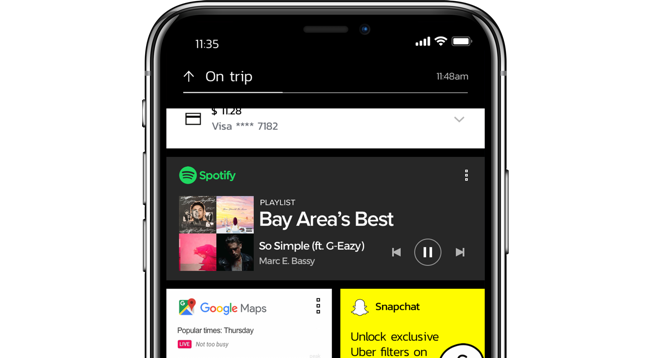 11:35
On trip
11:48am
$ 11.28
Visa **** 7182
Spotify
PLAYLIST
Bay Area's Best
So Simple (ft. G-Eazy)
Marc E. Bassy
Google Maps
Popular times: Thursday
LIVE Not too busy
Snapchat
Unlock exclusive
Uber filters on